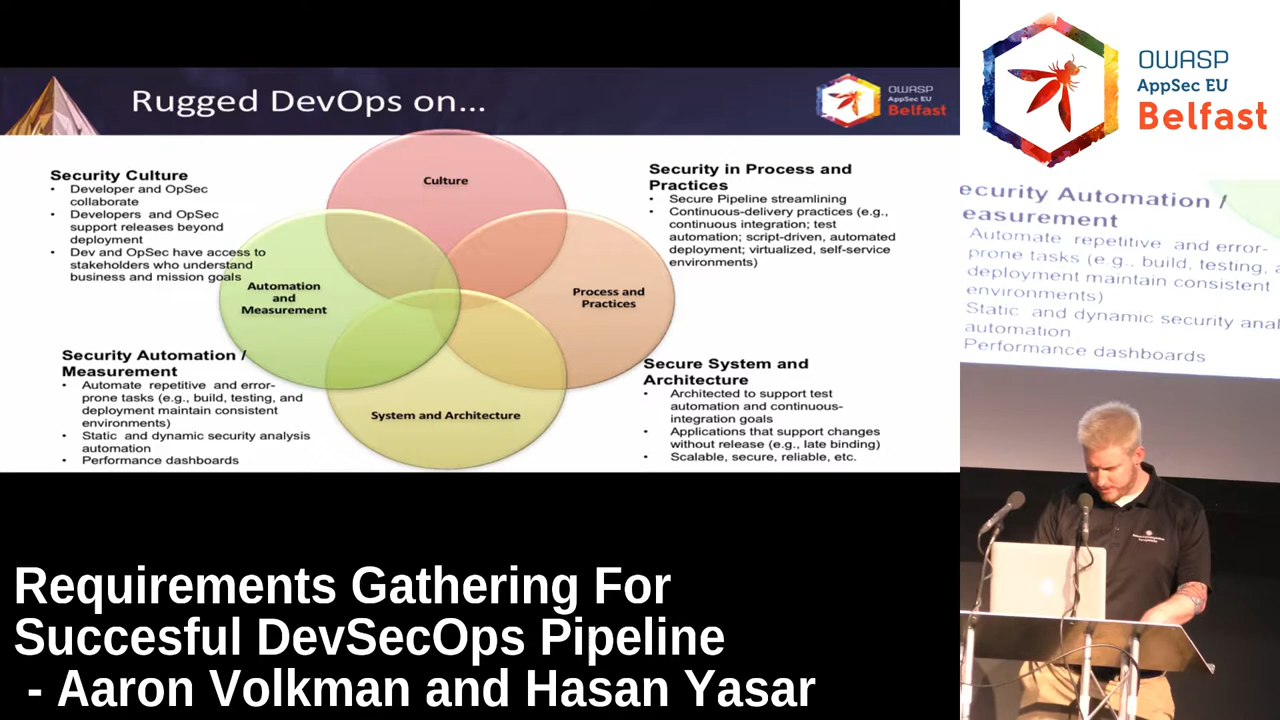 Rugged DevOps on...
OWASP
AppSec EU
Belfast
Security Culture
• Developer and OpSec
collaborate
• Developers and OpSec
support releases beyond
deployment
• Dev and OpSec have access to
stakeholders who understand
business and mission goals
Culture
Security in Process and
Practices
• Secure Pipeline streamlining
• Continuous-delivery practices (e.g.,
continuous integration; test
automation; script-driven, automated
deployment; virtualized, self-service
environments)
Automation
and
Measurement
Process and
Practices
Security Automation /
Measurement
• Automate repetitive and error-
prone tasks (e.g., build, testing, and
deployment maintain consistent
environments)
• Static and dynamic security analysis
automation
• Performance dashboards
System and Architecture
Secure System and
Architecture
• Architected to support test
automation and continuous-
integration goals
• Applications that support changes
without release (e.g., late binding)
• Scalable, secure, reliable, etc.
OWASP
AppSec EU
Belfast
ecurity Automation /
easurement
Automate repetitive and error-
prone tasks (e.g., build, testing, a
deployment maintain consistent
environments)
Static and dynamic security anal
automation
Performance dashboards
Requirements Gathering For
Succesful DevSecOps Pipeline
- Aaron Volkman and Hasan Yasar